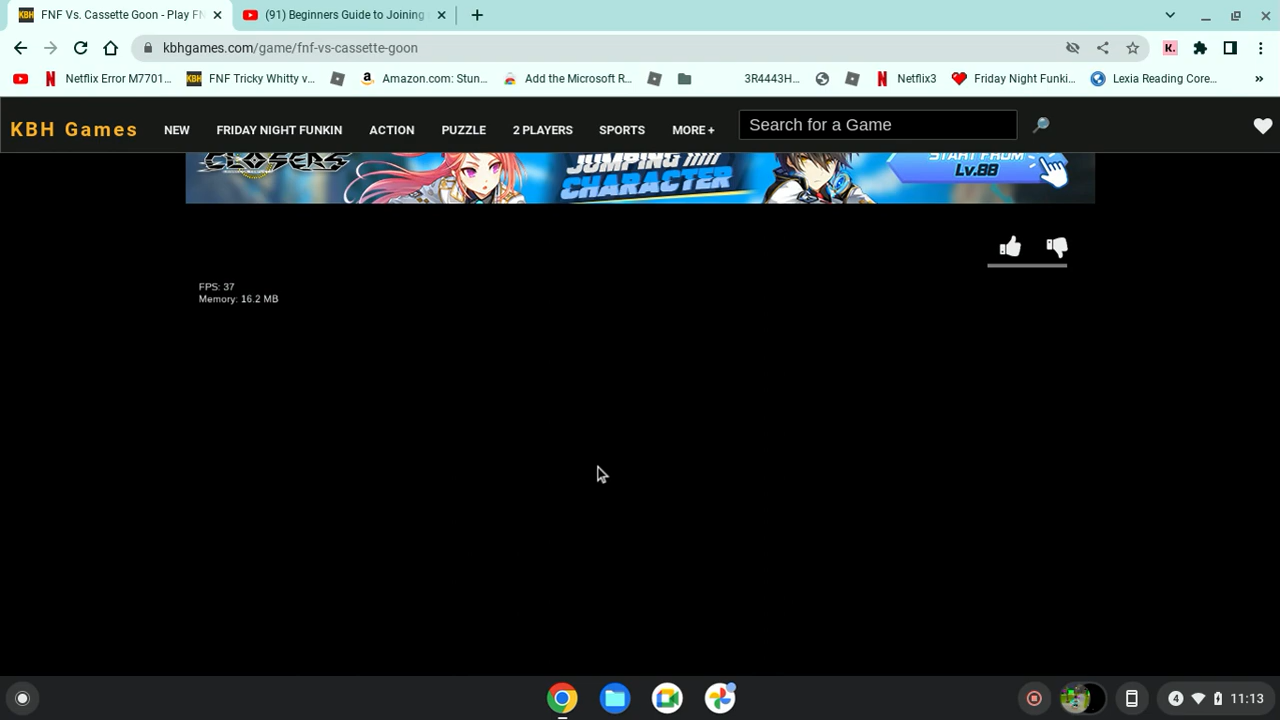 FNF Vs. Cassette Goon - Play FN
(91) Beginners Guide to Joining
kbhgames.com/game/fnf-vs-cassette-goon
K.
Netflix Error M7701...
KBH
FNF Tricky Whitty v...
Amazon.com: Stun...
Add the Microsoft R...
3R4443H...
Netflix3
Friday Night Funki...
Lexia Reading Core...
»
KBH Games
NEW
FRIDAY NIGHT FUNKIN
ACTION
PUZZLE
2 PLAYERS
SPORTS
MORE +
Search for a Game
CLOSERS
JUMPING
CHARACTER
START FROM
Lv.88
FPS: 37
Memory: 16.2 MB
4
11:13